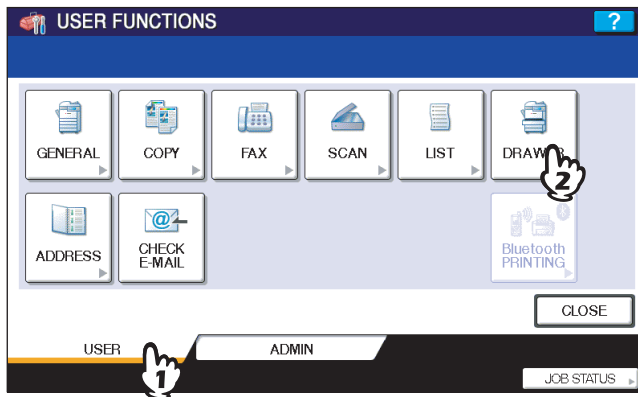 USER FUNCTIONS
?
GENERAL
COPY
FAX
SCAN
LIST
DRAWER
2
ADDRESS
@
CHECK
E-MAIL
Bluetooth
PRINTING
CLOSE
USER
ADMIN
1
JOB STATUS